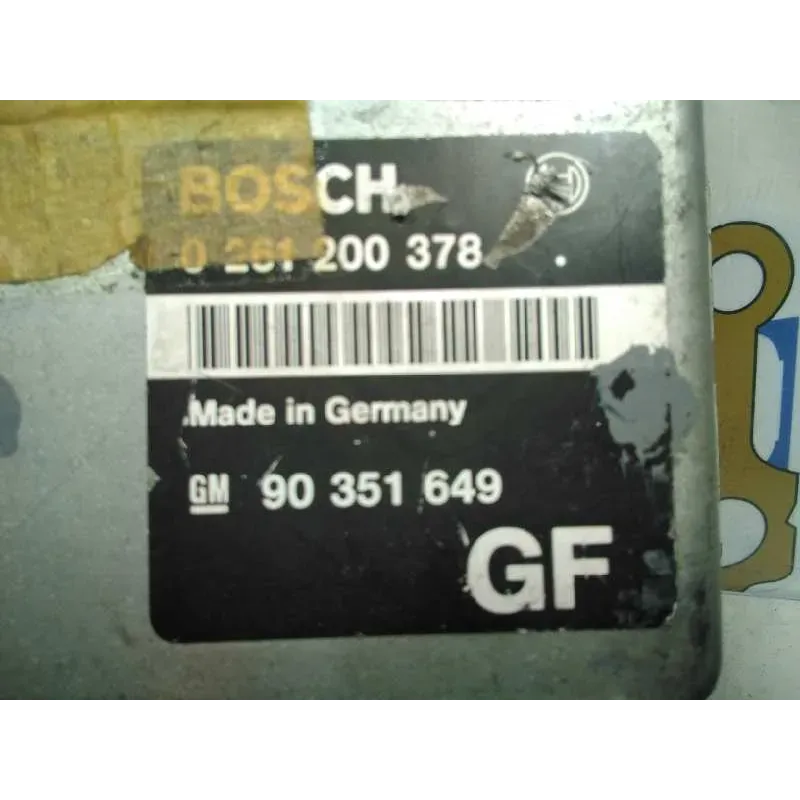 BOSCH
0 261 200 378
Made in Germany
GM 90 351 649
GF